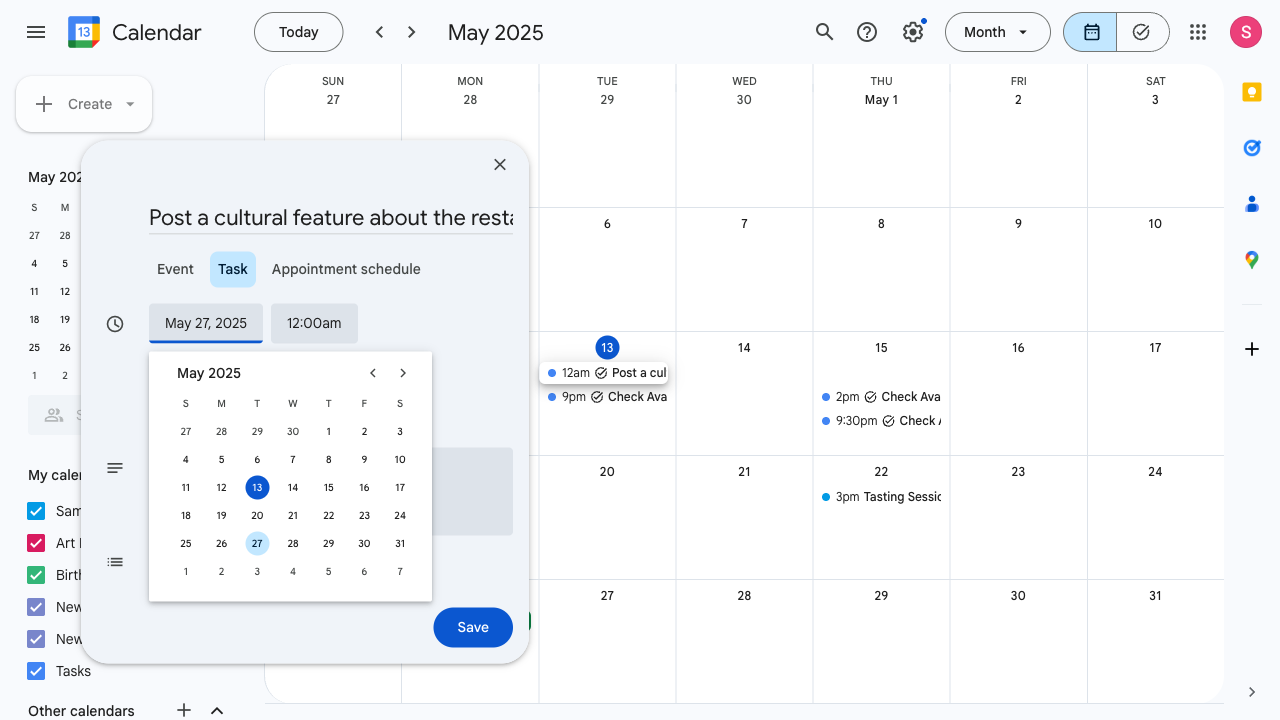 13 Calendar Today May 2025 Month S
Create
SUN MON TUE WED THU FRI SAT
27 28 29 30 May 1 2 3
May 202
S M
27 28
4 5
11 12
18 19
25 26
1 2
My calen
Sam
Art
Birth
New
New
Tasks
Other calendars
Post a cultural feature about the resta
Event Task Appointment schedule
May 27, 2025 12:00am
May 2025
S M T W T F S
27 28 29 30 1 2 3
4 5 6 7 8 9 10
11 12 13 14 15 16 17
18 19 20 21 22 23 24
25 26 27 28 29 30 31
1 2 3 4 5 6 7
Save
6 7 8 9 10
13 14 15 16 17
12am Post a cul
9pm Check Ava
2pm Check Ava
9:30pm Check A
20 21 22 23 24
3pm Tasting Sessic
27 28 29 30 31